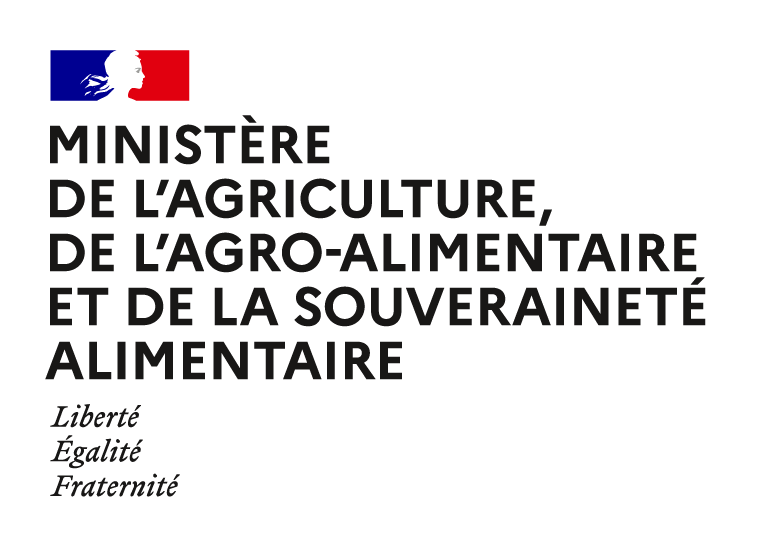 MINISTÈRE
DE L’AGRICULTURE,
DE L’AGRO-ALIMENTAIRE
ET DE LA SOUVERAINETÉ
ALIMENTAIRE
Liberté
Égalité
Fraternité